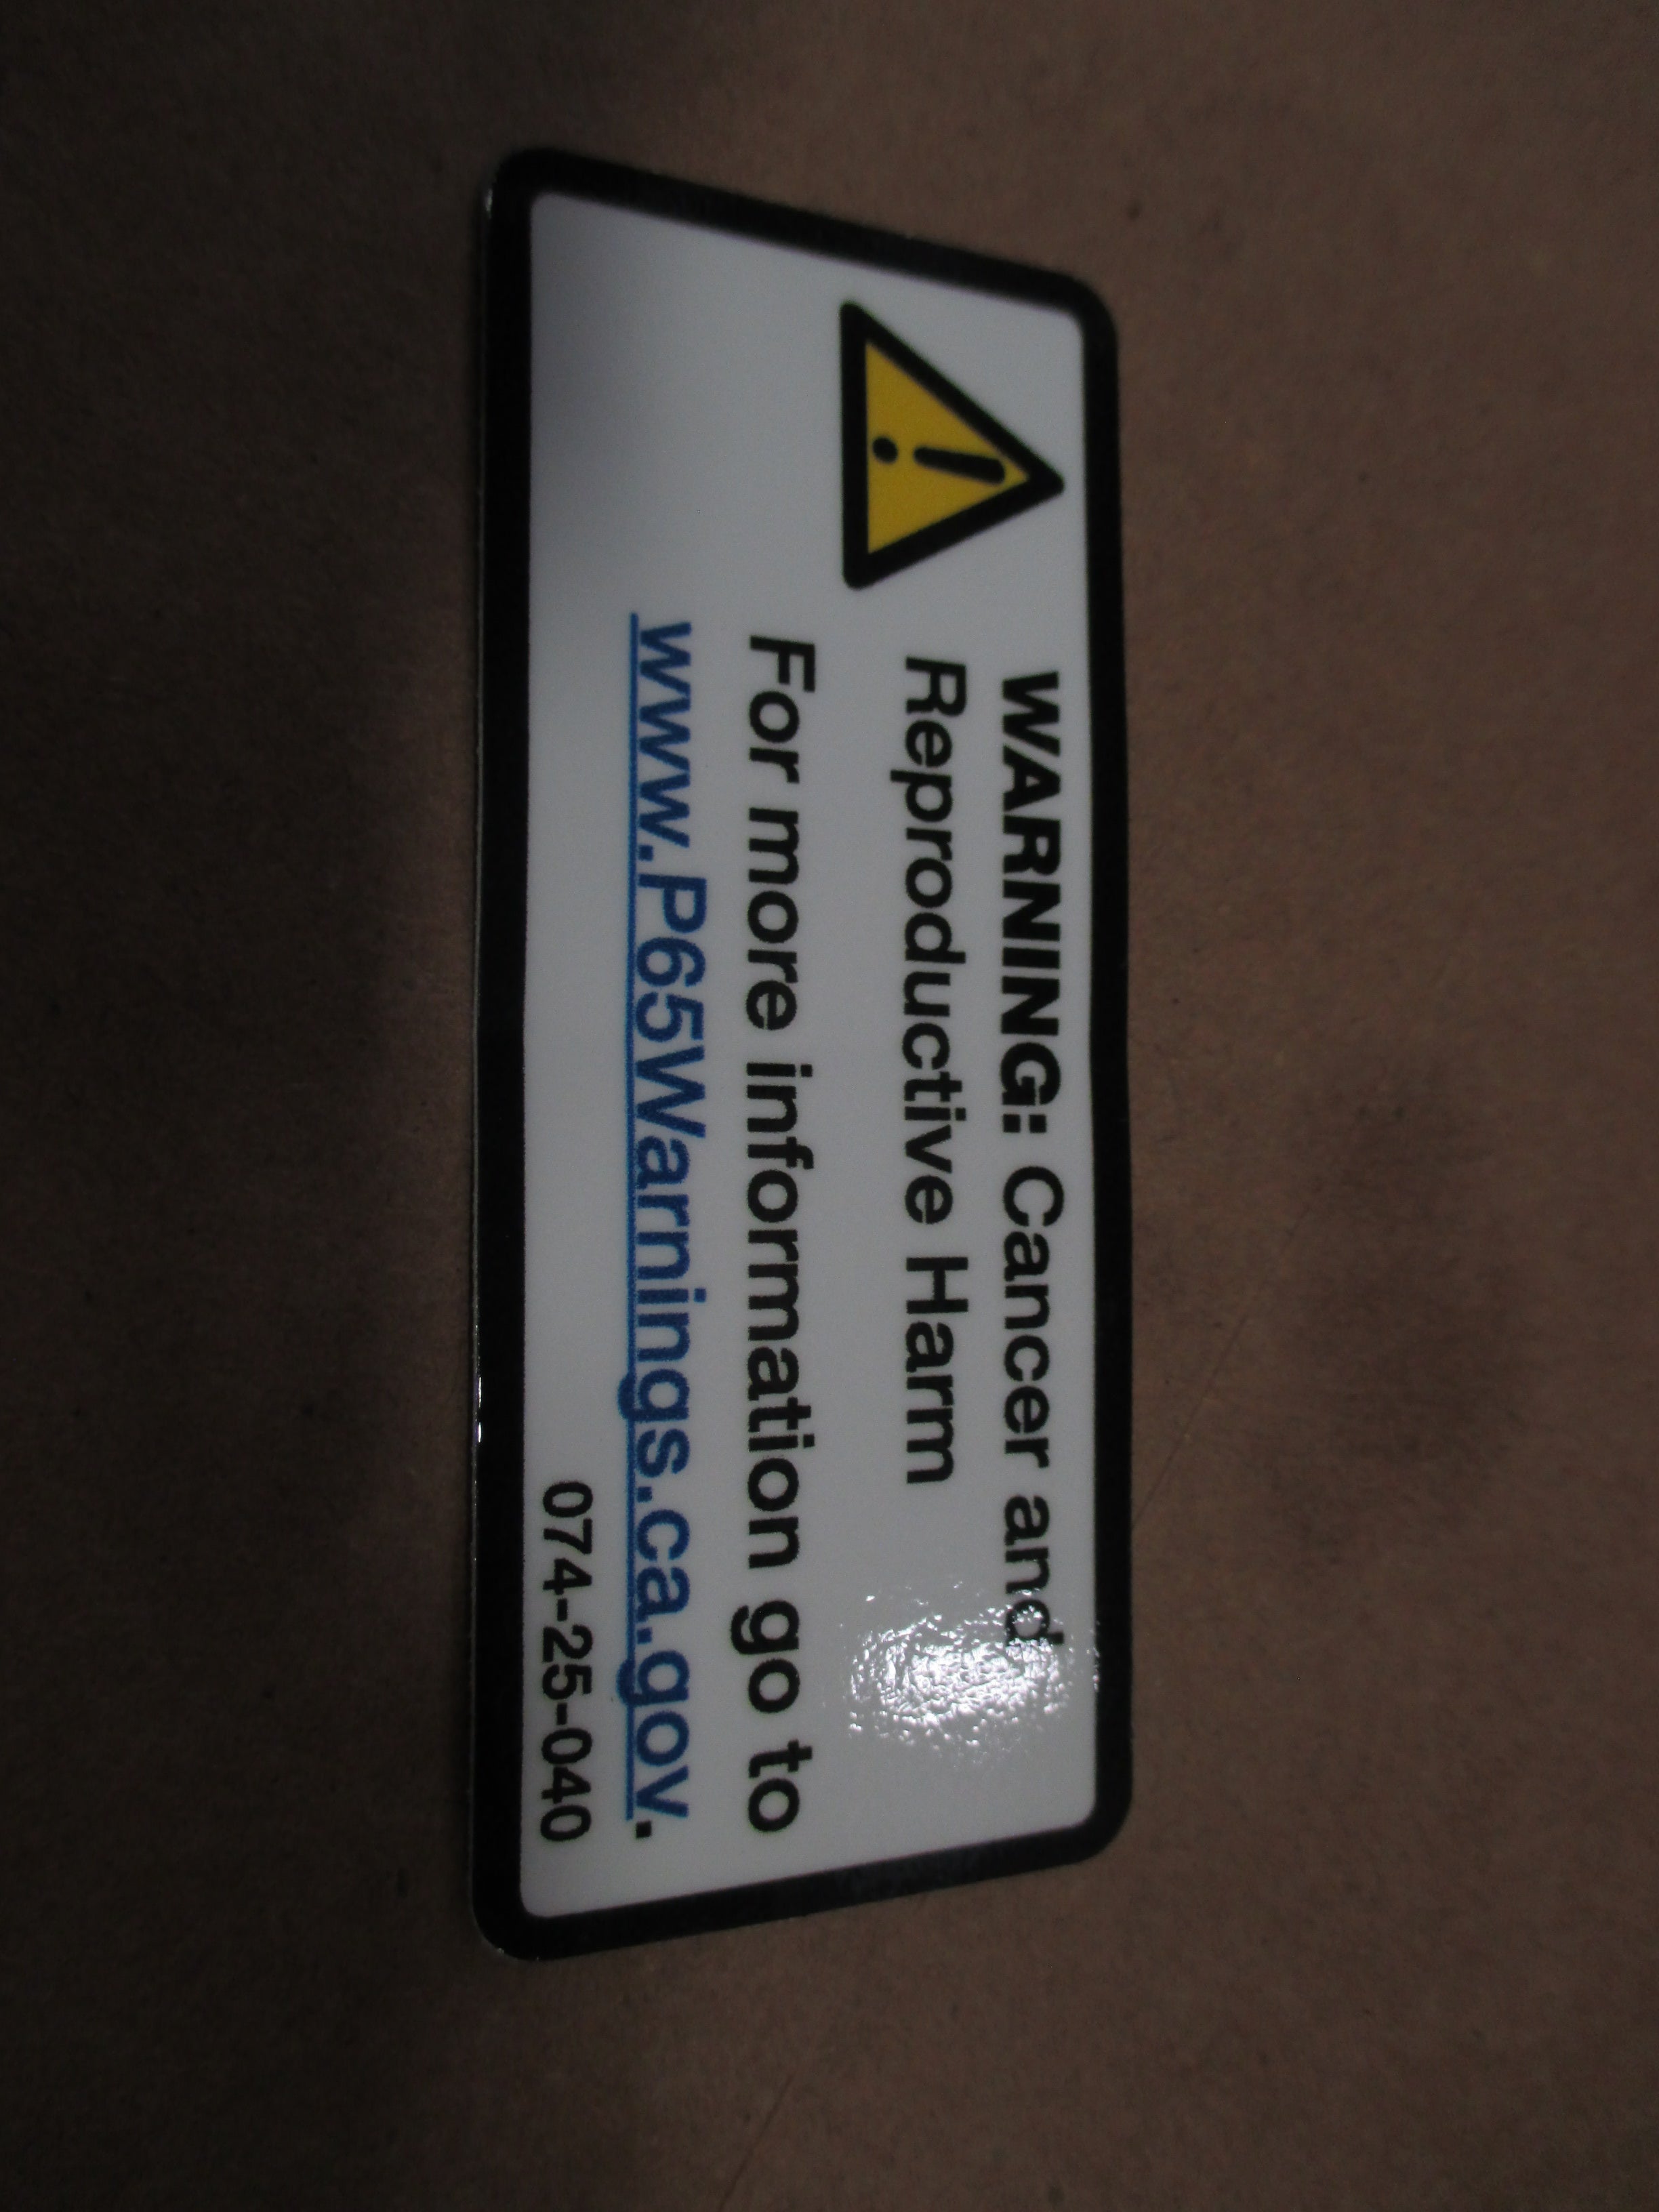 WARNING: Cancer and
Reproductive Harm
For more information go to
www.P65Warnings.ca.gov.
074-25-040